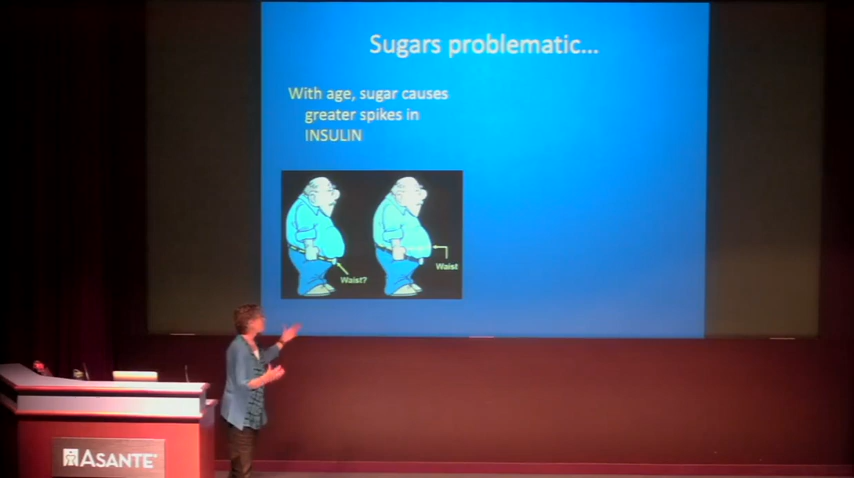 Sugars problematic...
With age, sugar causes
greater spikes in
INSULIN
Waist?
Waist
ASANTE